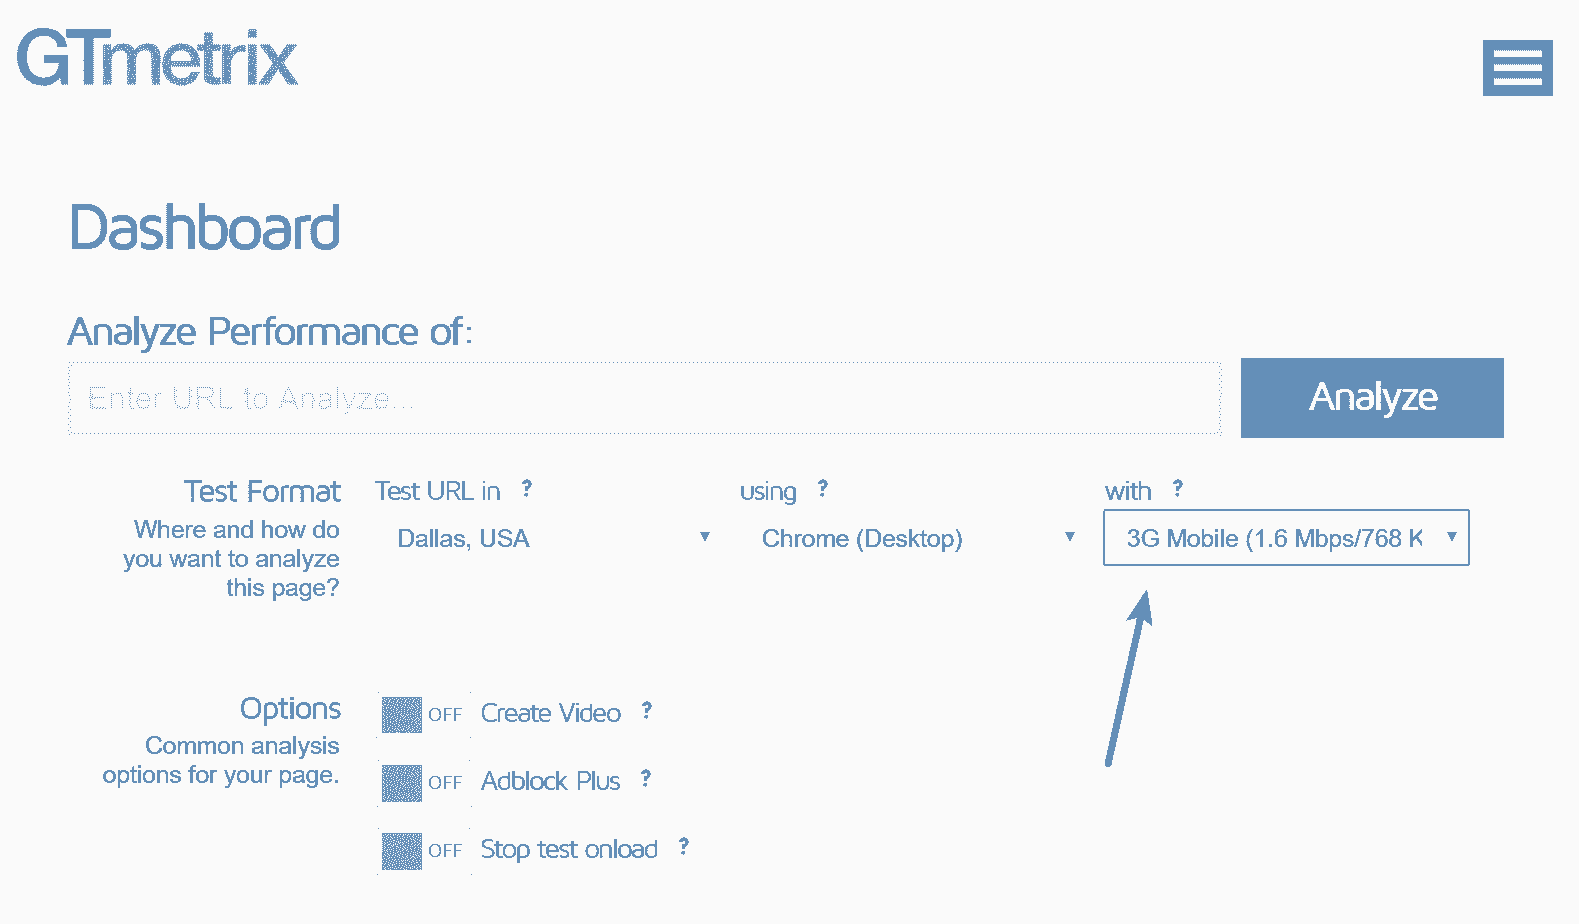 GTmetrix
Dashboard
Analyze Performance of:
Enter URL to Analyze...
Analyze
Test Format
Where and how do
you want to analyze
this page?
Test URL in ?
Dallas, USA
using ?
Chrome (Desktop)
with ?
3G Mobile (1.6 Mbps/768 K
Options
Common analysis
options for your page.
OFF Create Video ?
OFF Adblock Plus ?
OFF Stop test onload ?